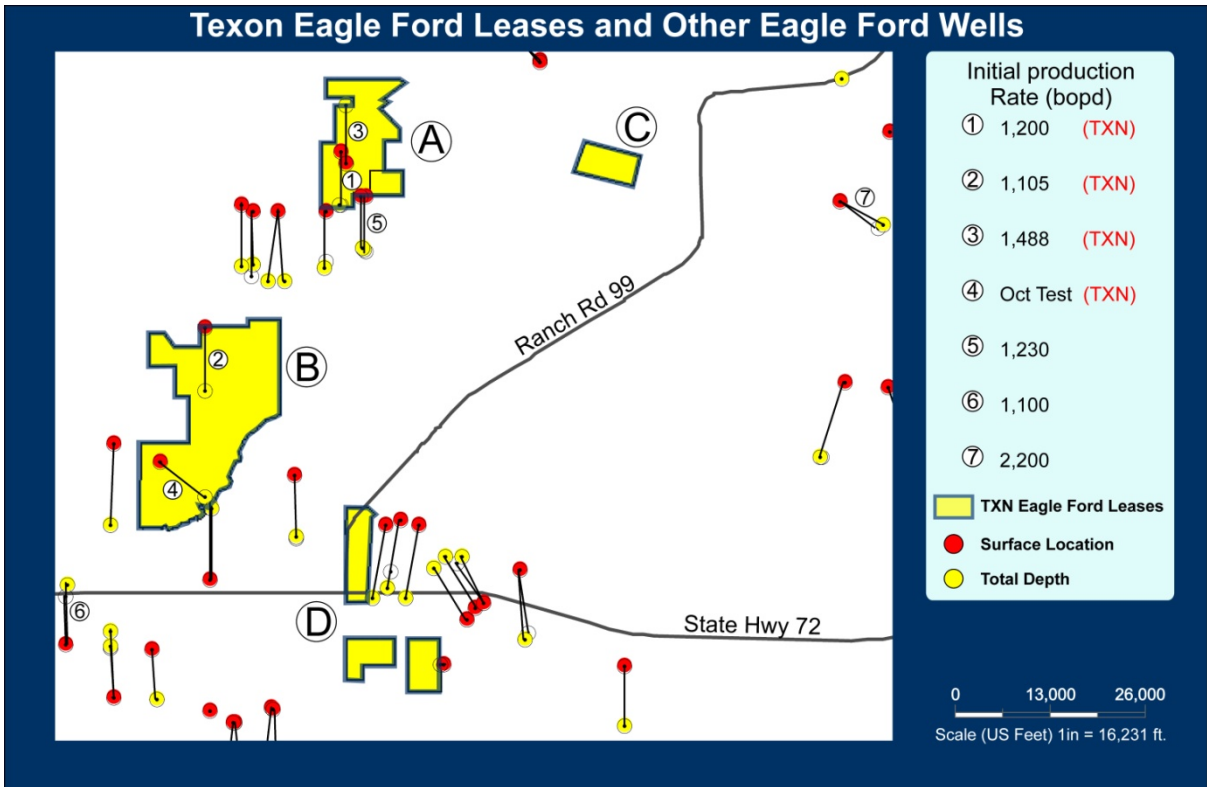 Texon Eagle Ford Leases and Other Eagle Ford Wells
Initial production
Rate (bopd)
1 1,200 (TXN)
2 1,105 (TXN)
3 1,488 (TXN)
4 Oct Test (TXN)
5 1,230
6 1,100
7 2,200
TXN Eagle Ford Leases
Surface Location
Total Depth
0 13,000 26,000
Scale (US Feet) 1in = 16,231 ft.
3
A
C
1
7
5
Ranch Rd 99
2
B
4
6
D
State Hwy 72